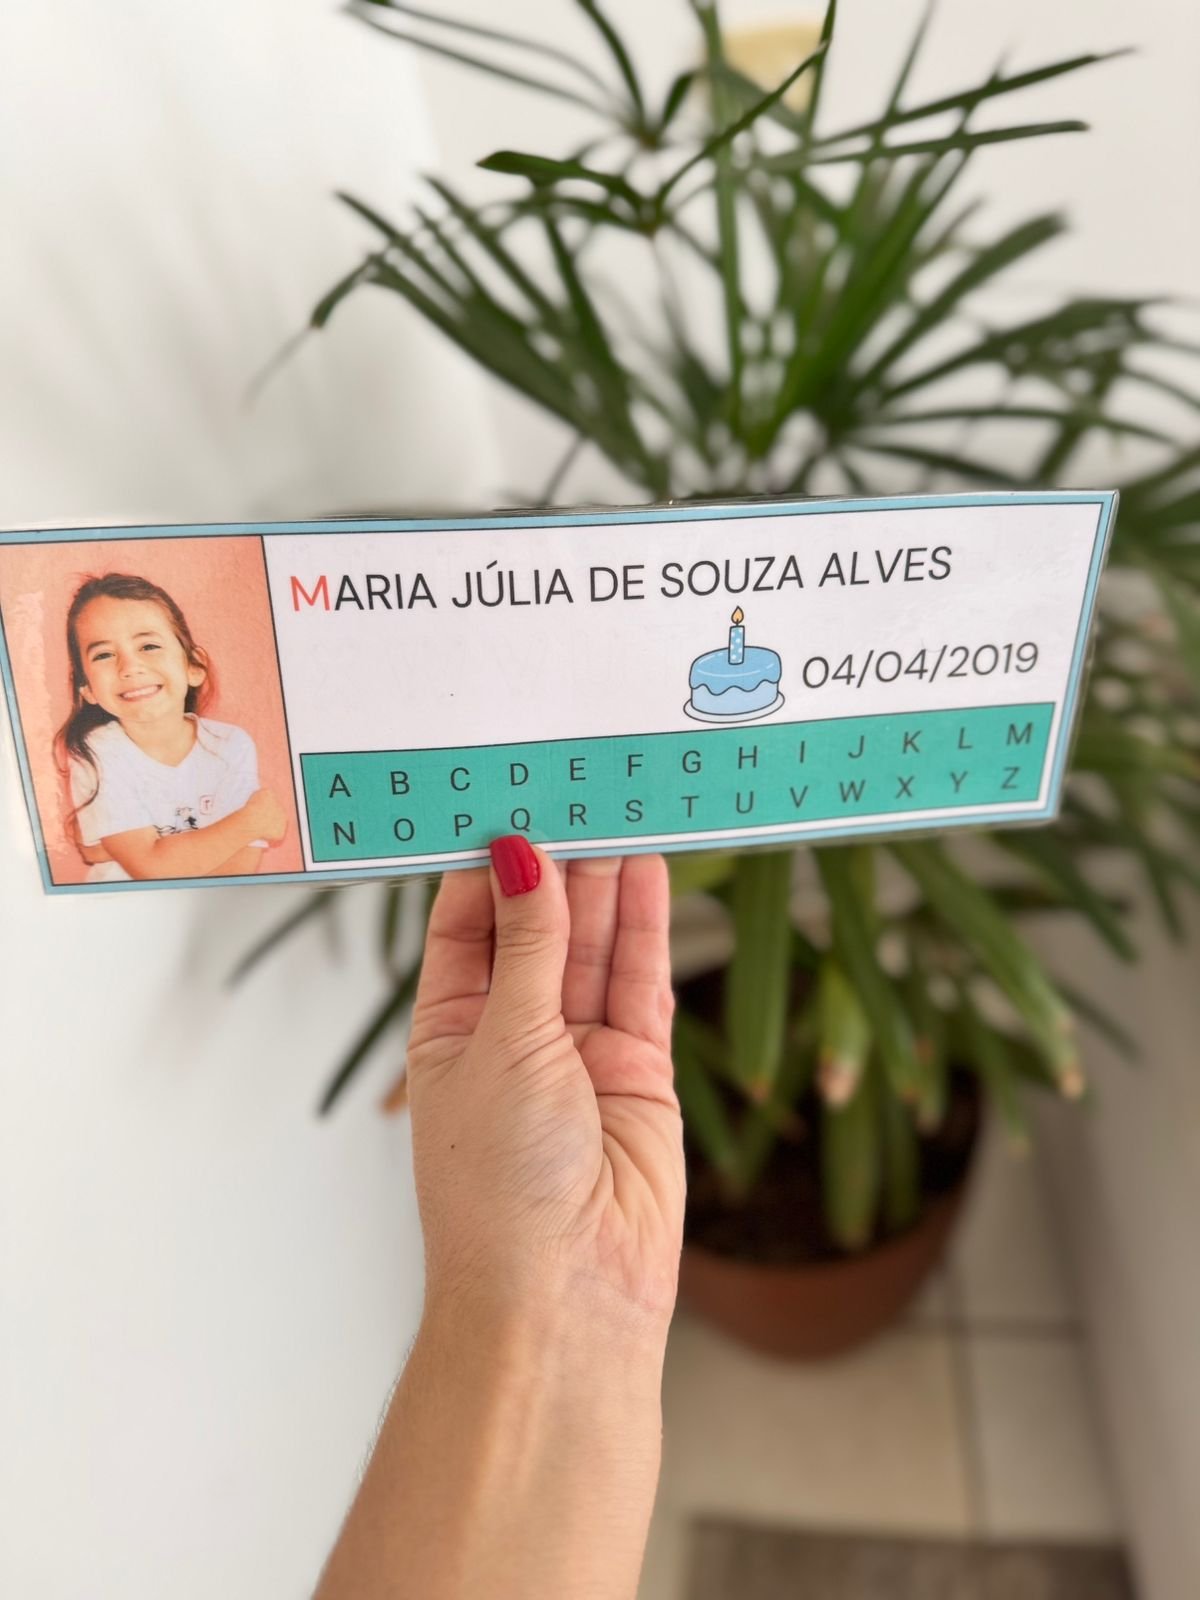 MARIA JÚLIA DE SOUZA ALVES
04/04/2019
A B C D E F G H I J K L M
N O P Q R S T U V W X Y Z